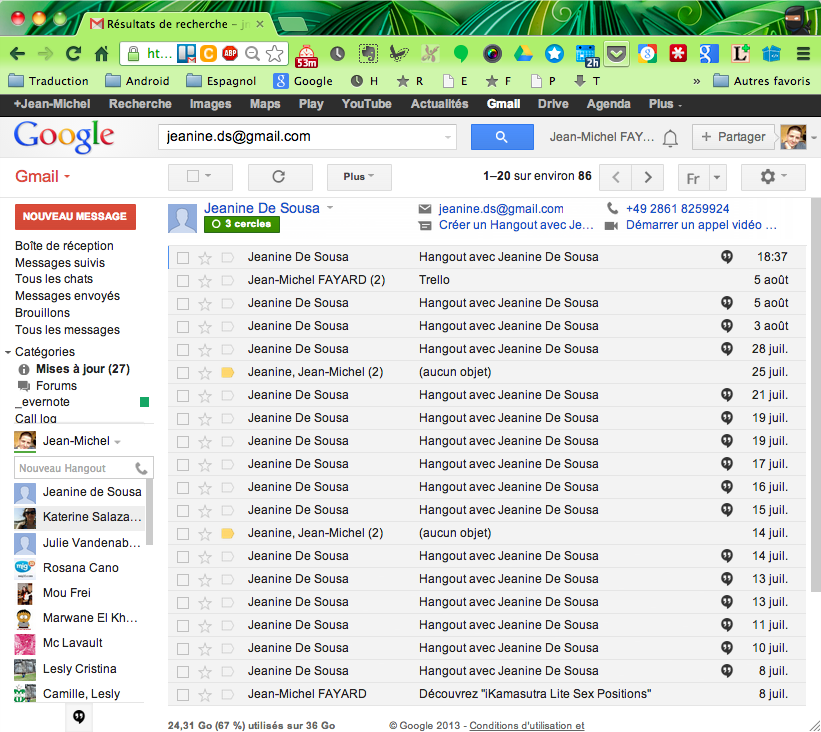 Résultats de recherche – je
ht...
ABP
53m
2h
Traduction Android Espagnol Google H R E F P T » Autres favoris
+Jean-Michel Recherche Images Maps Play YouTube Actualités Gmail Drive Agenda Plus
Google jeanine.ds@gmail.com Jean-Michel FAY... + Partager
Gmail Plus 1–20 sur environ 86 Fr
NOUVEAU MESSAGE
Boîte de réception
Messages suivis
Tous les chats
Messages envoyés
Brouillons
Tous les messages
Catégories
Mises à jour (27)
Forums
_evernote
Call log
Jean-Michel
Nouveau Hangout
Jeanine de Sousa
Katerine Salaza...
Julie Vandenab...
Rosana Cano
Mou Frei
Marwane El Kh...
Mc Lavault
Lesly Cristina
Camille, Lesly
Jeanine De Sousa jeanine.ds@gmail.com +49 2861 8259924
3 cercles Créer un Hangout avec Je... Démarrer un appel vidéo ...
Jeanine De Sousa Hangout avec Jeanine De Sousa 18:37
Jean-Michel FAYARD (2) Trello 5 août
Jeanine De Sousa Hangout avec Jeanine De Sousa 5 août
Jeanine De Sousa Hangout avec Jeanine De Sousa 3 août
Jeanine De Sousa Hangout avec Jeanine De Sousa 28 juil.
Jeanine, Jean-Michel (2) (aucun objet) 25 juil.
Jeanine De Sousa Hangout avec Jeanine De Sousa 21 juil.
Jeanine De Sousa Hangout avec Jeanine De Sousa 19 juil.
Jeanine De Sousa Hangout avec Jeanine De Sousa 19 juil.
Jeanine De Sousa Hangout avec Jeanine De Sousa 17 juil.
Jeanine De Sousa Hangout avec Jeanine De Sousa 16 juil.
Jeanine De Sousa Hangout avec Jeanine De Sousa 15 juil.
Jeanine, Jean-Michel (2) (aucun objet) 14 juil.
Jeanine De Sousa Hangout avec Jeanine De Sousa 14 juil.
Jeanine De Sousa Hangout avec Jeanine De Sousa 13 juil.
Jeanine De Sousa Hangout avec Jeanine De Sousa 13 juil.
Jeanine De Sousa Hangout avec Jeanine De Sousa 11 juil.
Jeanine De Sousa Hangout avec Jeanine De Sousa 10 juil.
Jeanine De Sousa Hangout avec Jeanine De Sousa 8 juil.
Jean-Michel FAYARD Découvrez "iKamasutra Lite Sex Positions" 8 juil.
24,31 Go (67 %) utilisés sur 36 Go © Google 2013 - Conditions d'utilisation et